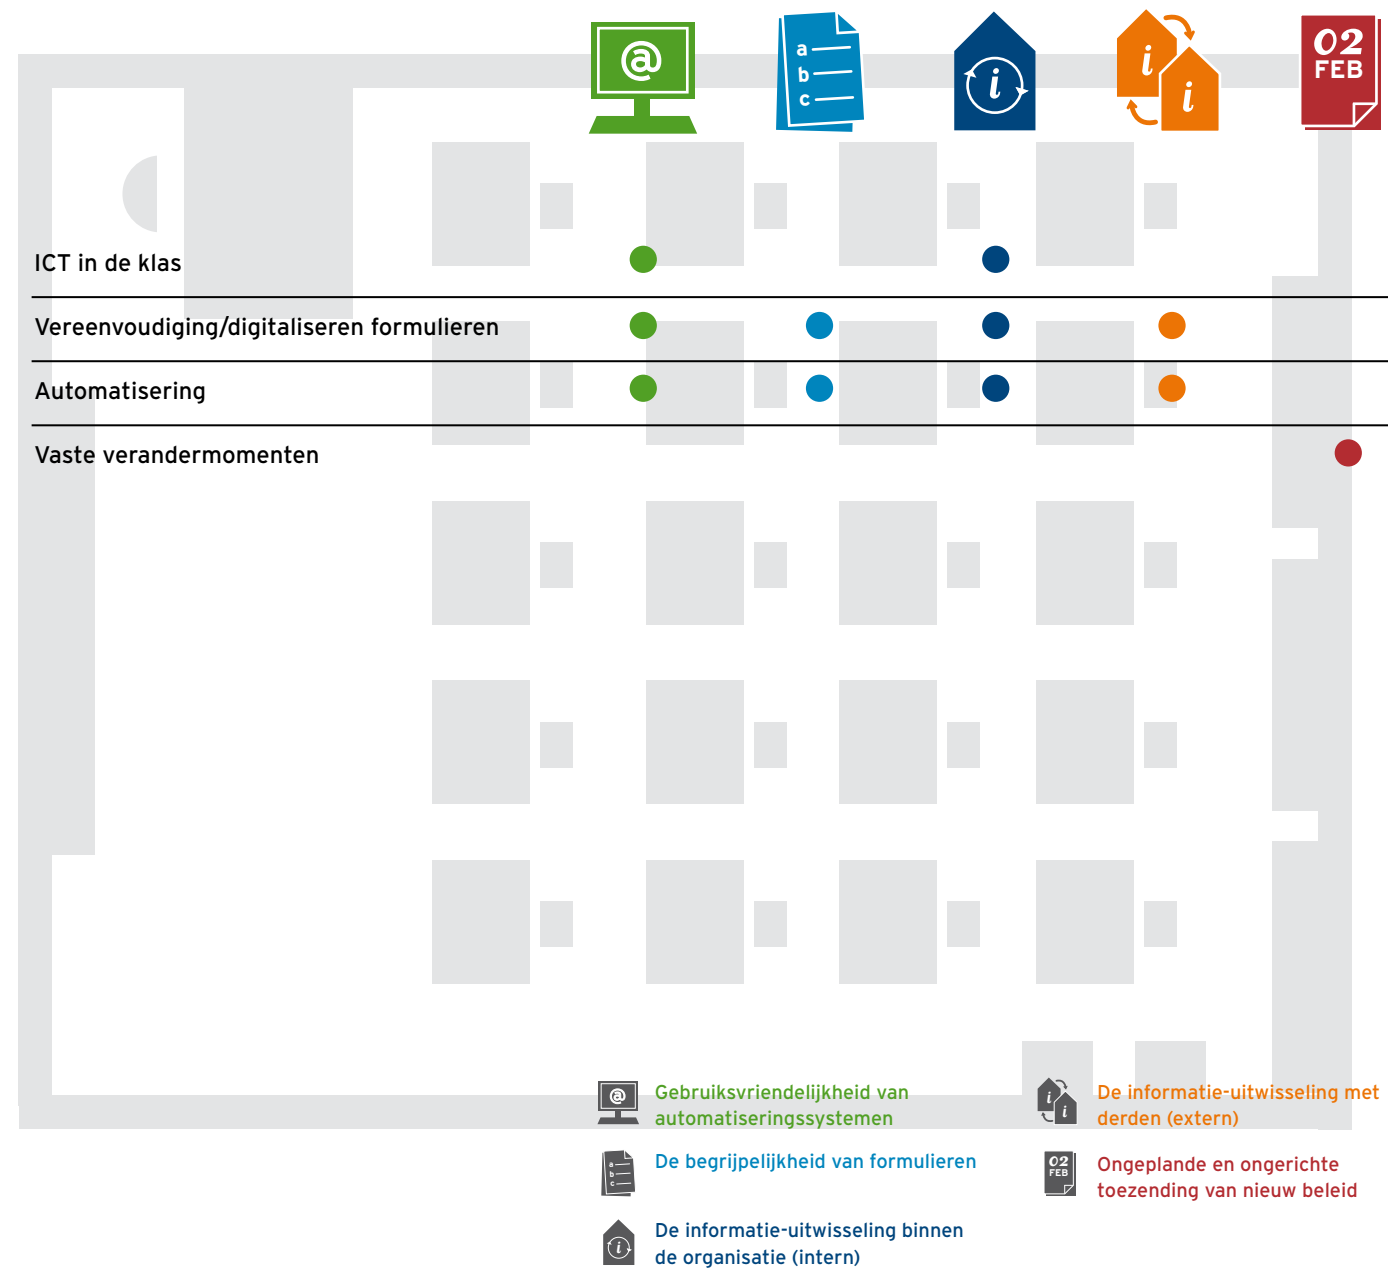 @
a
b
c
i
i
i
02
FEB
ICT in de klas
Vereenvoudiging/digitaliseren formulieren
Automatisering
Vaste verandermomenten
@
Gebruiksvriendelijkheid van
automatiseringssystemen
a
b
c
De begrijpelijkheid van formulieren
i
De informatie-uitwisseling binnen
de organisatie (intern)
i
i
De informatie-uitwisseling met
derden (extern)
02
FEB
Ongeplande en ongerichte
toezending van nieuw beleid